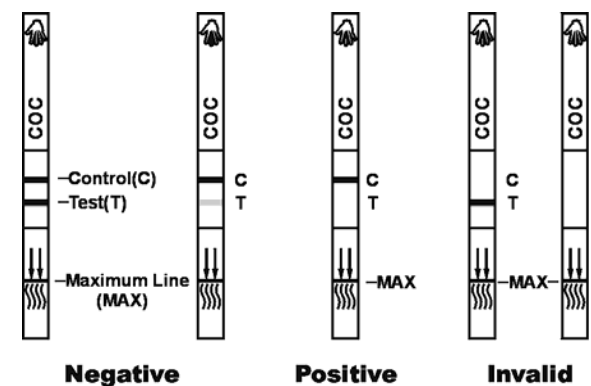 COC
COC
COC
COC
COC
Control(C)
Test(T)
C
T
C
T
C
T
Maximum Line
(MAX)
MAX
MAX
Negative
Positive
Invalid